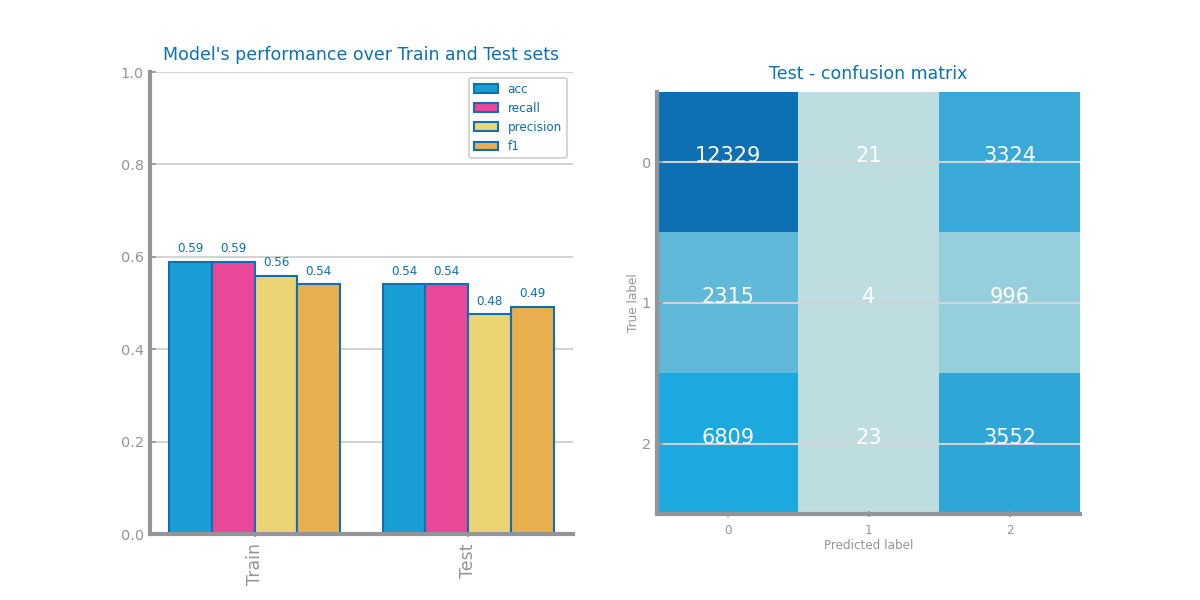 Model's performance over Train and Test sets
1.0
0.8
0.6
0.4
0.2
0.0
acc
recall
precision
f1
0.59 0.59 0.56 0.54 0.54 0.54 0.48 0.49
Train Test
Test - confusion matrix
True label
0 12329 21 3324
1 2315 4 996
2 6809 23 3552
0 1 2
Predicted label